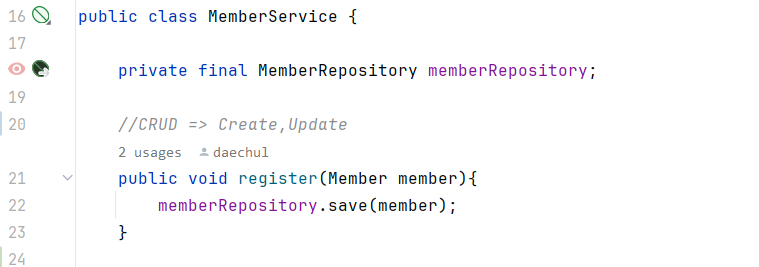 16 public class MemberService {
17
private final MemberRepository memberRepository;
19
20 //CRUD => Create,Update
2 usages daechul
21 public void register(Member member){
22 memberRepository.save(member);
23 }
24